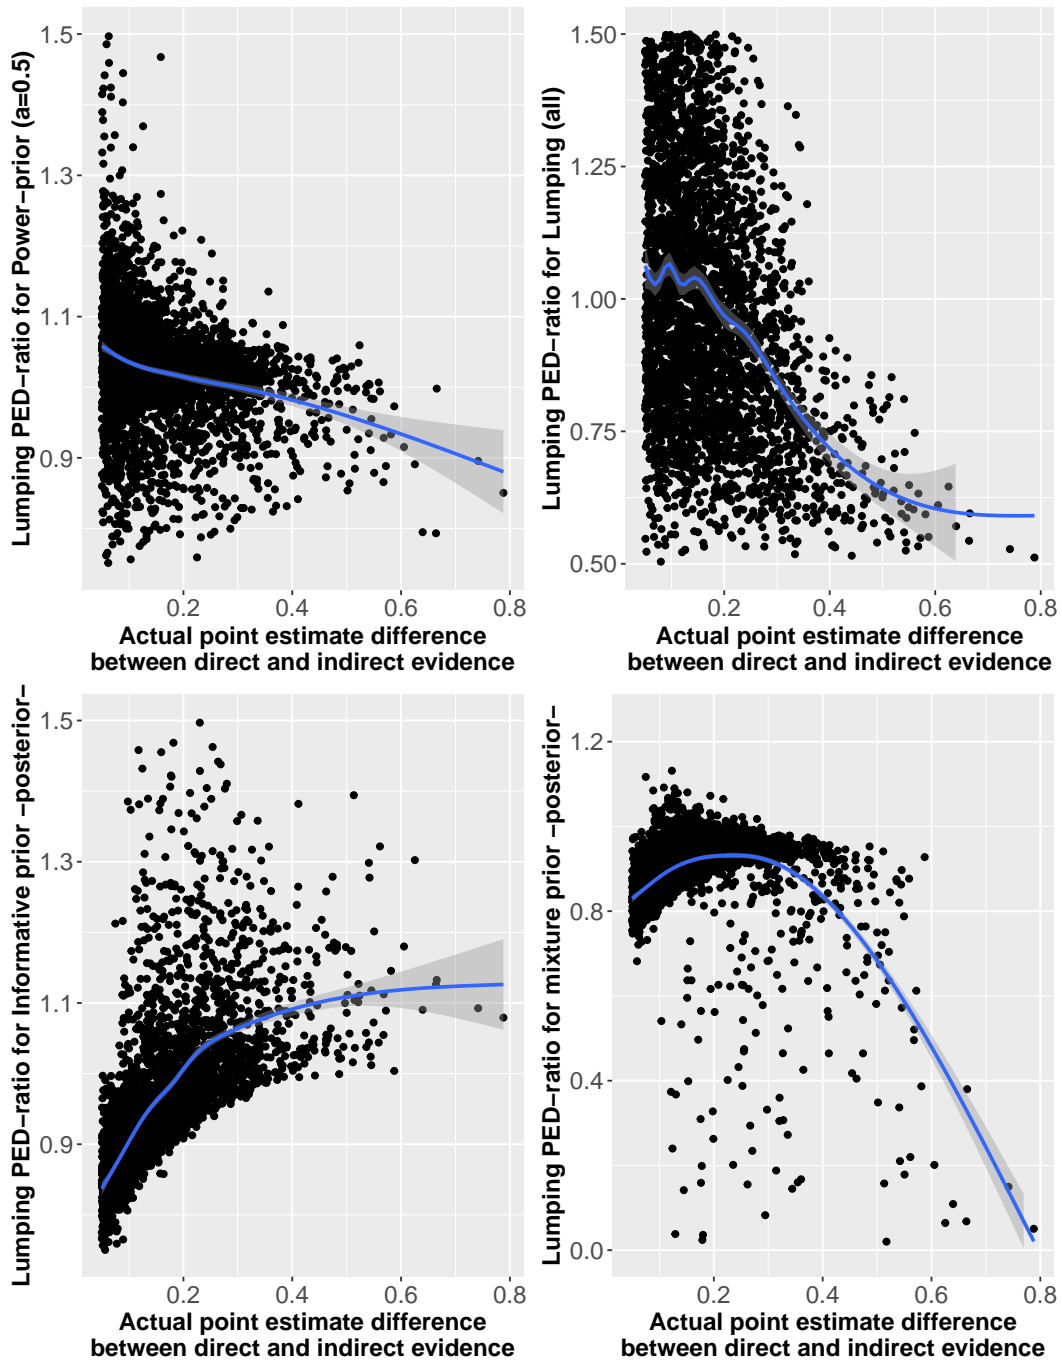 Lumping PED−ratio for Power−prior (a=0.5)
1.5
1.3
1.1
0.9
0.2 0.4 0.6 0.8
Actual point estimate difference
between direct and indirect evidence
Lumping PED−ratio for Lumping (all)
1.50
1.25
1.00
0.75
0.50
0.2 0.4 0.6 0.8
Actual point estimate difference
between direct and indirect evidence
Lumping PED−ratio for Informative prior −posterior−
1.5
1.3
1.1
0.9
0.2 0.4 0.6 0.8
Actual point estimate difference
between direct and indirect evidence
Lumping PED−ratio for mixture prior −posterior−
1.2
0.8
0.4
0.0
0.2 0.4 0.6 0.8
Actual point estimate difference
between direct and indirect evidence